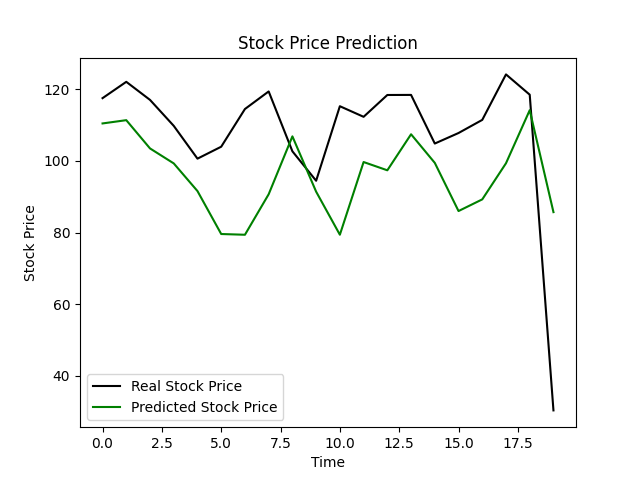 Stock Price Prediction
Stock Price
120
100
80
60
40
Real Stock Price
Predicted Stock Price
0.0 2.5 5.0 7.5 10.0 12.5 15.0 17.5
Time